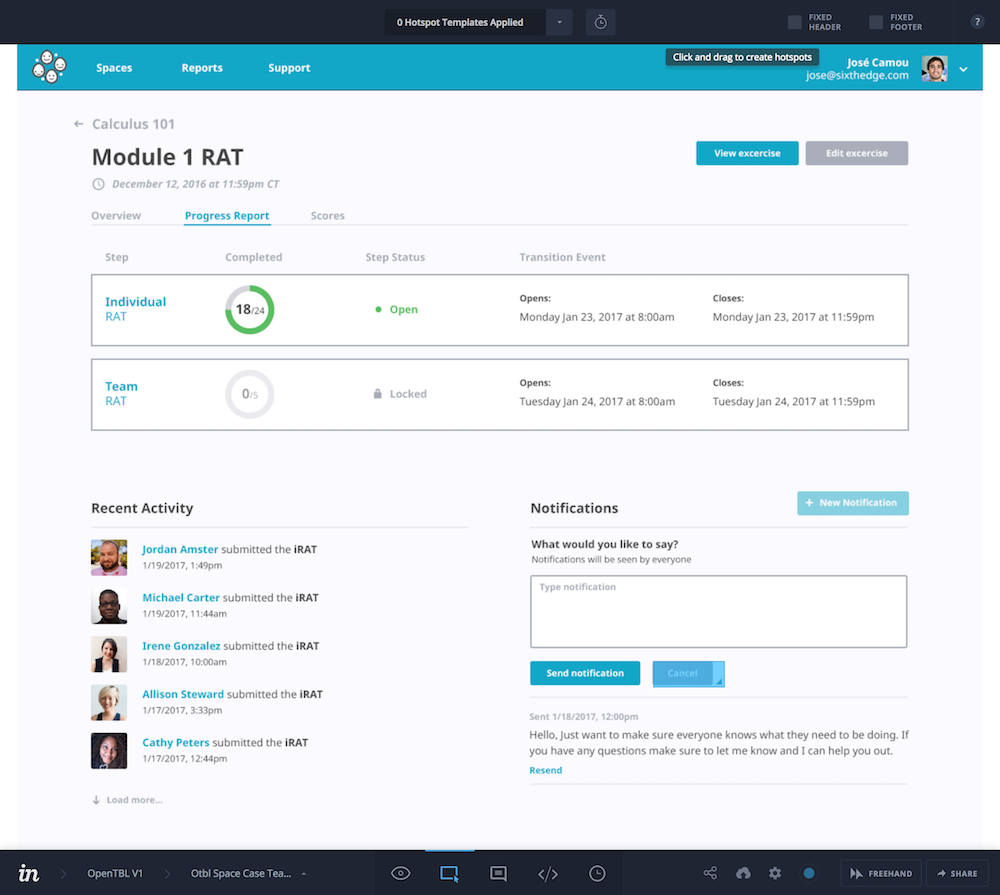 0 Hotspot Templates Applied
FIXED HEADER
FIXED FOOTER
?
Spaces
Reports
Support
Click and drag to create hotspots
José Camou
jose@sixthedge.com
← Calculus 101
Module 1 RAT
View excercise
Edit excercise
December 12, 2016 at 11:59pm CT
Overview
Progress Report
Scores
Step
Completed
Step Status
Transition Event
Individual
RAT
18/24
Open
Opens:
Monday Jan 23, 2017 at 8:00am
Closes:
Monday Jan 23, 2017 at 11:59pm
Team
RAT
0/5
Locked
Opens:
Tuesday Jan 24, 2017 at 8:00am
Closes:
Tuesday Jan 24, 2017 at 11:59pm
Recent Activity
Jordan Amster submitted the iRAT
1/19/2017, 1:49pm
Michael Carter submitted the iRAT
1/19/2017, 11:44am
Irene Gonzalez submitted the iRAT
1/18/2017, 10:00am
Allison Steward submitted the iRAT
1/17/2017, 3:33pm
Cathy Peters submitted the iRAT
1/17/2017, 12:44pm
↓ Load more...
Notifications
+ New Notification
What would you like to say?
Notifications will be seen by everyone
Type notification
Send notification
Cancel
Sent 1/18/2017, 12:00pm
Hello, Just want to make sure everyone knows what they need to be doing. If
you have any questions make sure to let me know and I can help you out.
Resend
in
OpenTBL V1
Otbl Space Case Tea...
</>
FREEHAND
SHARE